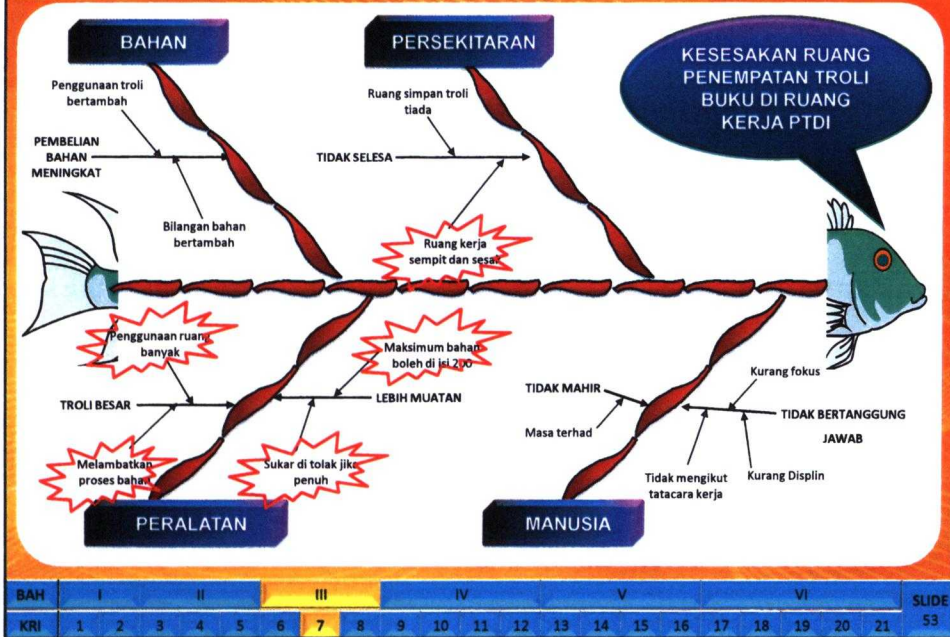 BAHAN
PERSEKITARAN
KESESAKAN RUANG
PENEMPATAN TROLI
BUKU DI RUANG
KERJA PTDI
Penggunaan troli
bertambah
PEMBELIAN
BAHAN
MENINGKAT
Bilangan bahan
bertambah
Ruang simpan troli
tiada
TIDAK SELESA
Ruang kerja
sempit dan sesak
Penggunaan ruang
banyak
TROLI BESAR
Melambatkan
proses bahan
Maksimum bahan
boleh di isi 200
LEBIH MUATAN
Sukar di tolak jika
penuh
TIDAK MAHIR
Masa terhad
Kurang fokus
TIDAK BERTANGGUNG
JAWAB
Tidak mengikut
tatacara kerja
Kurang Displin
PERALATAN
MANUSIA
BAH I II III IV V VI SLIDE
KRI 1 2 3 4 5 6 7 8 9 10 11 12 13 14 15 16 17 18 19 20 21 53